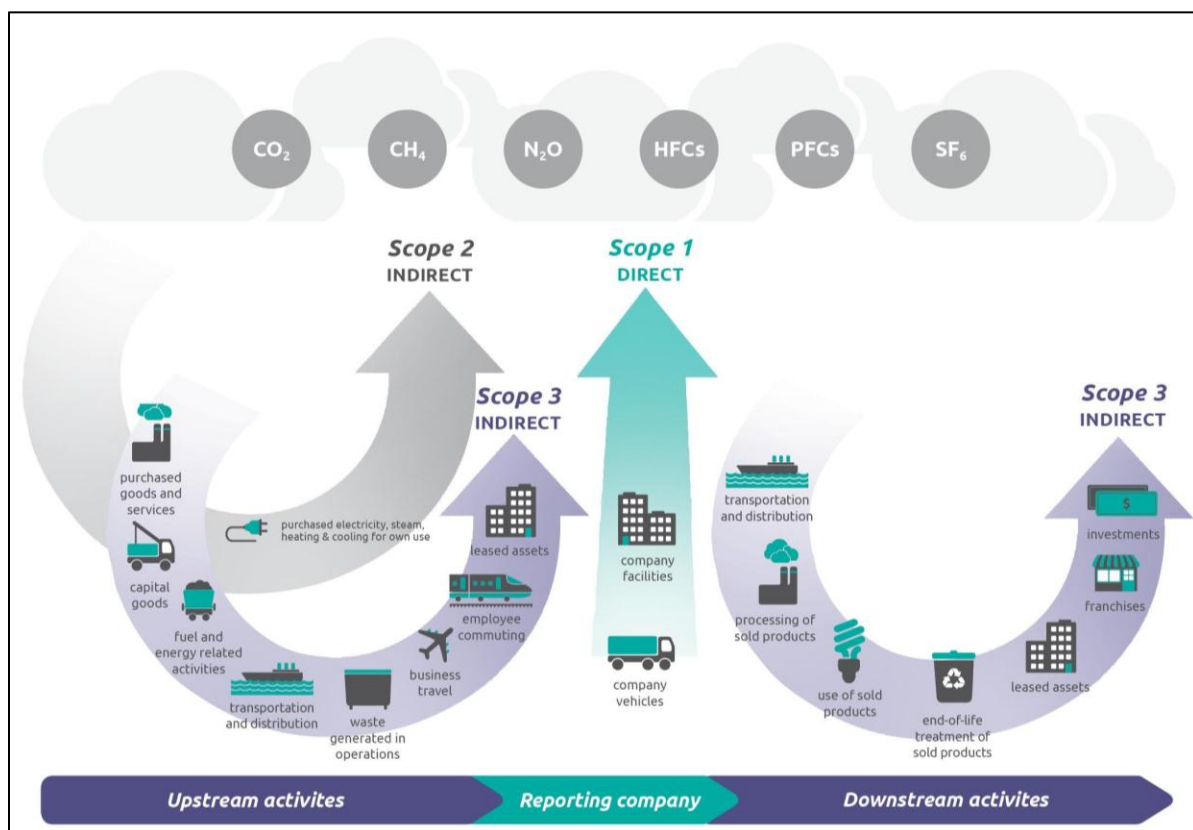 CO₂
CH₄
N₂O
HFCs
PFCs
SF₆
Scope 2
INDIRECT
Scope 1
DIRECT
Scope 3
INDIRECT
Scope 3
INDIRECT
purchased
goods and
services
capital
goods
fuel and
energy related
activities
purchased electricity, steam,
heating & cooling for own use
transportation
and distribution
waste
generated in
operations
business
travel
employee
commuting
leased assets
company
facilities
company
vehicles
transportation
and distribution
processing of
sold products
use of sold
products
end-of-life
treatment of
sold products
leased assets
franchises
$
investments
Upstream activites
Reporting company
Downstream activites